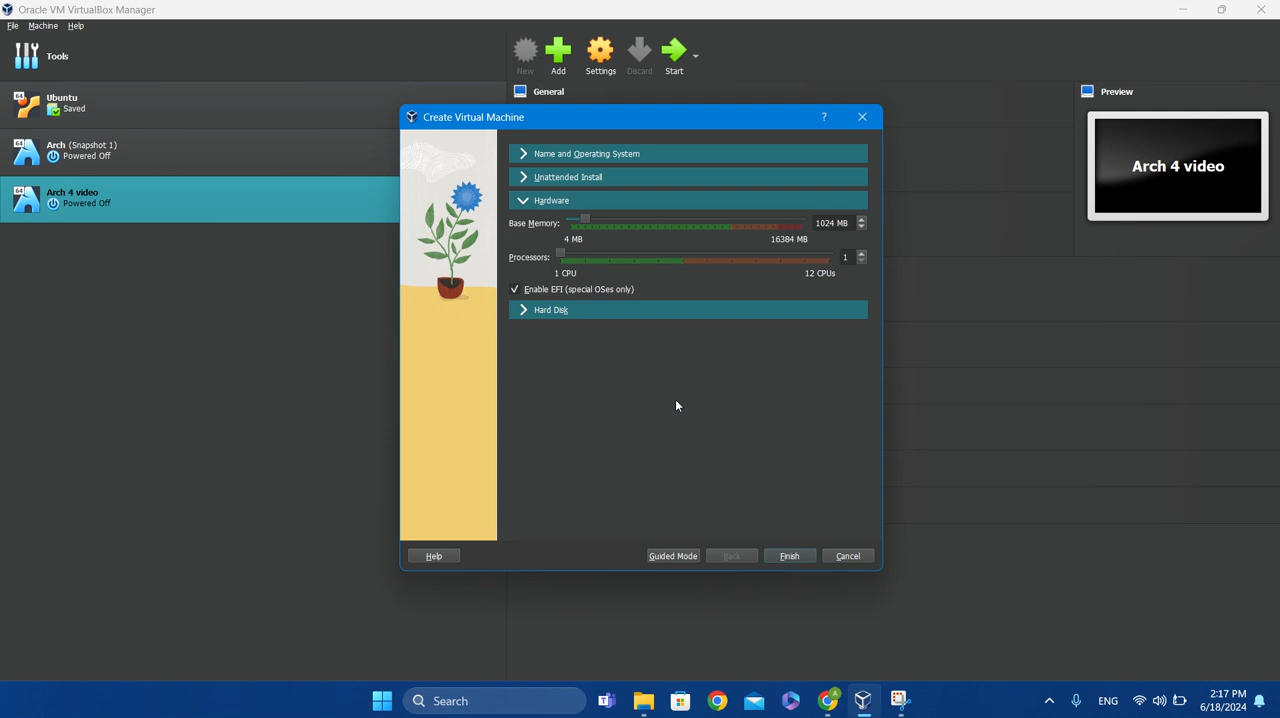 Oracle VM VirtualBox Manager
File Machine Help
Tools
New Add Settings Discard Start
64 Ubuntu
Saved
General
Preview
64 Arch (Snapshot 1)
Powered Off
64 Arch 4 video
Powered Off
Arch 4 video
Create Virtual Machine ?
Name and Operating System
Unattended Install
Hardware
Base Memory: 1024 MB
4 MB 16384 MB
Processors: 1
1 CPU 12 CPUs
Enable EFI (special OSes only)
Hard Disk
Help Guided Mode Back Finish Cancel
Search
ENG
2:17 PM
6/18/2024